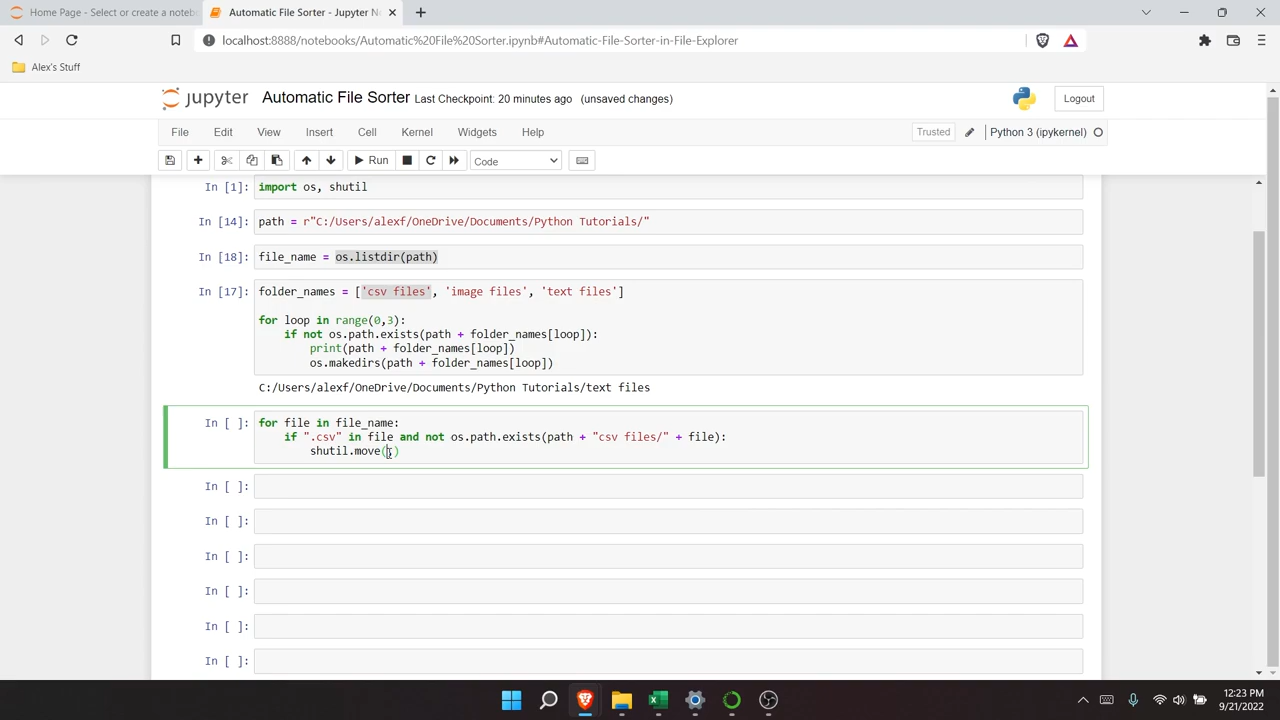 Home Page - Select or create a noteb
Automatic File Sorter - Jupyter N
localhost:8888/notebooks/Automatic%20File%20Sorter.ipynb#Automatic-File-Sorter-in-File-Explorer
Alex's Stuff
jupyter Automatic File Sorter Last Checkpoint: 20 minutes ago (unsaved changes) Logout
File Edit View Insert Cell Kernel Widgets Help Trusted Python 3 (ipykernel)
Run Code
In [1]: import os, shutil
In [14]: path = r"C:/Users/alexf/OneDrive/Documents/Python Tutorials/"
In [18]: file_name = os.listdir(path)
In [17]: folder_names = ['csv files', 'image files', 'text files']
for loop in range(0,3):
if not os.path.exists(path + folder_names[loop]):
print(path + folder_names[loop])
os.makedirs(path + folder_names[loop])
C:/Users/alexf/OneDrive/Documents/Python Tutorials/text files
In [ ]: for file in file_name:
if ".csv" in file and not os.path.exists(path + "csv files/" + file):
shutil.move()
In [ ]:
In [ ]:
In [ ]:
In [ ]:
In [ ]:
In [ ]:
12:23 PM
9/21/2022